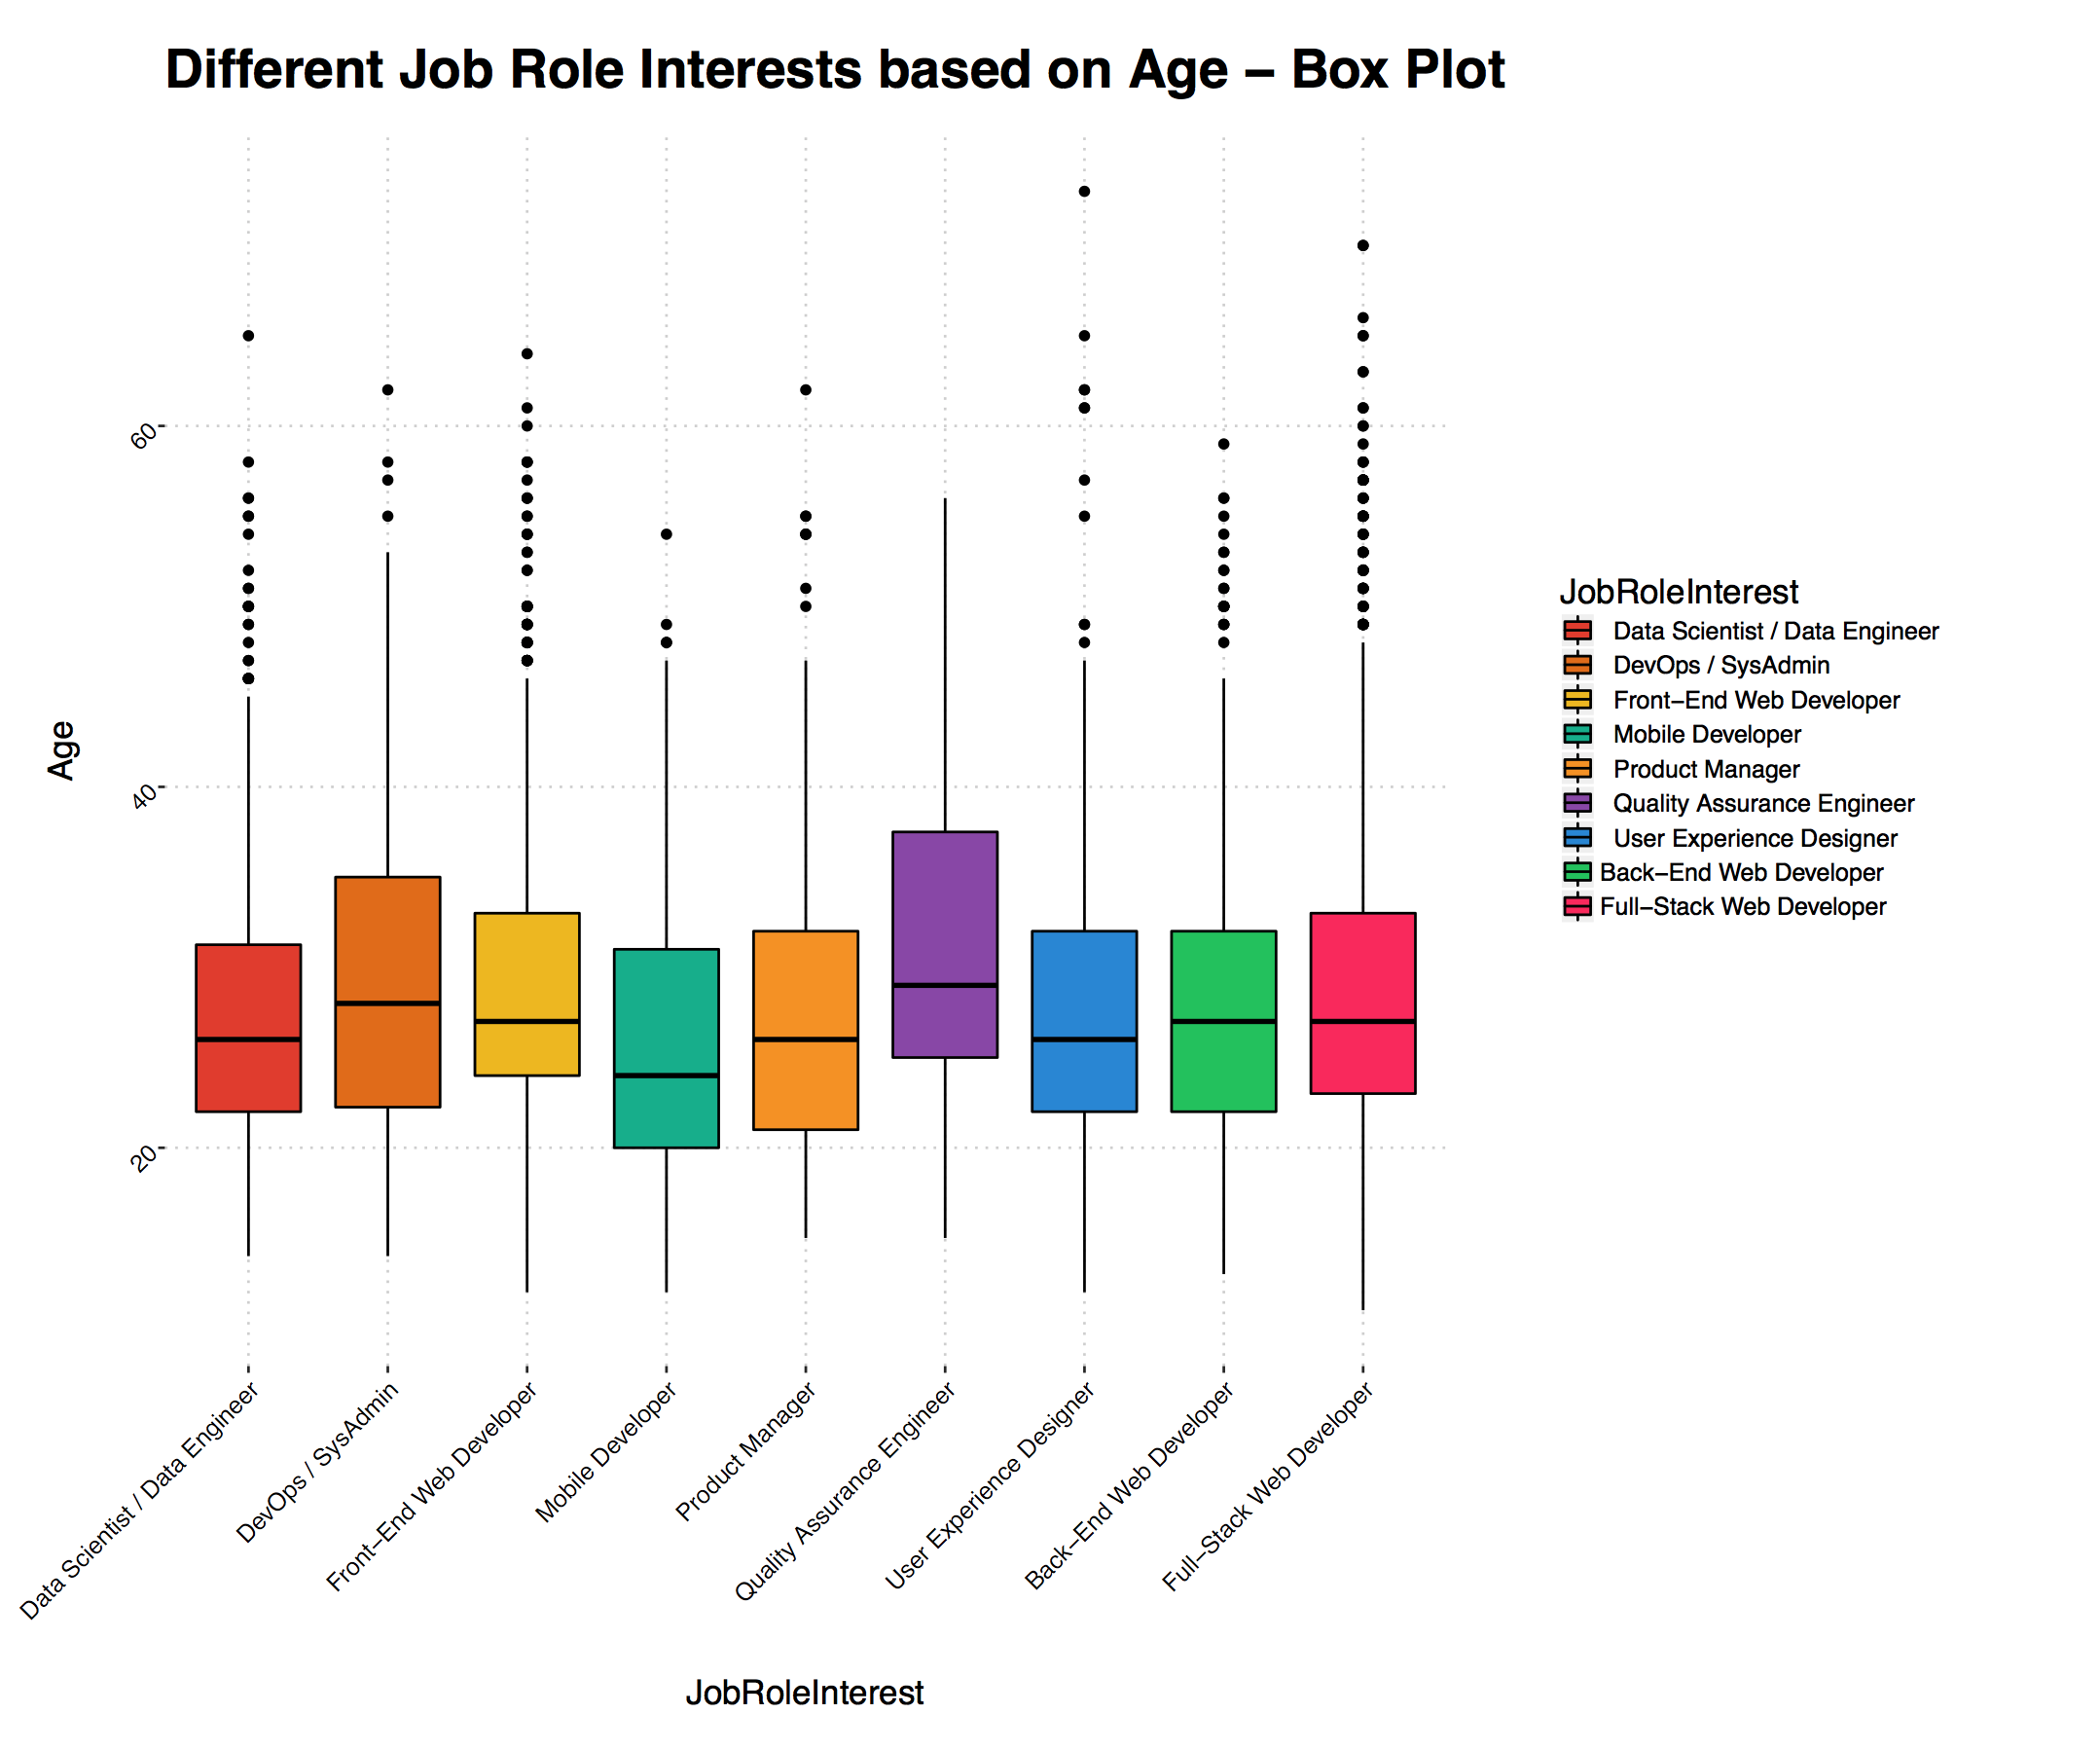 Different Job Role Interests based on Age – Box Plot
Age
60
40
20
Data Scientist / Data Engineer
DevOps / SysAdmin
Front–End Web Developer
Mobile Developer
Product Manager
Quality Assurance Engineer
User Experience Designer
Back–End Web Developer
Full–Stack Web Developer
JobRoleInterest
JobRoleInterest
Data Scientist / Data Engineer
DevOps / SysAdmin
Front–End Web Developer
Mobile Developer
Product Manager
Quality Assurance Engineer
User Experience Designer
Back–End Web Developer
Full–Stack Web Developer